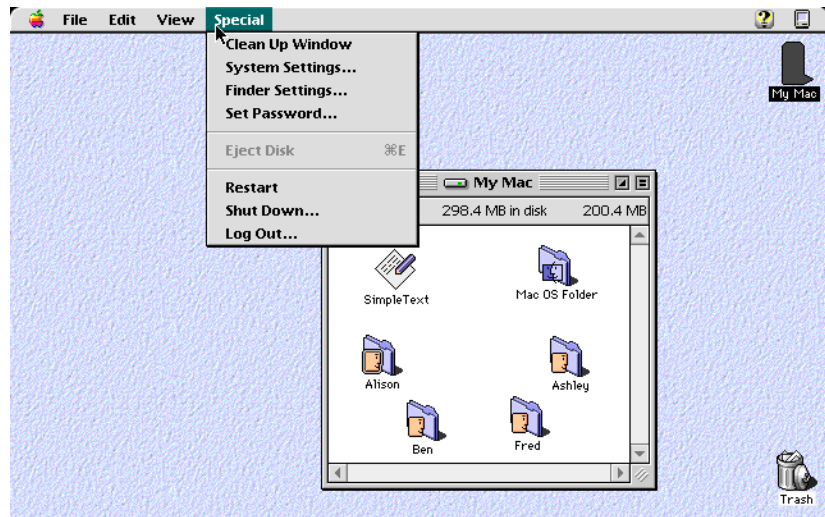 File Edit View Special
Clean Up Window
System Settings...
Finder Settings...
Set Password...
Eject Disk ⌘E
Restart
Shut Down...
Log Out...
My Mac
My Mac
298.4 MB in disk 200.4 MB
SimpleText
Mac OS Folder
Alison
Ashley
Ben
Fred
Trash